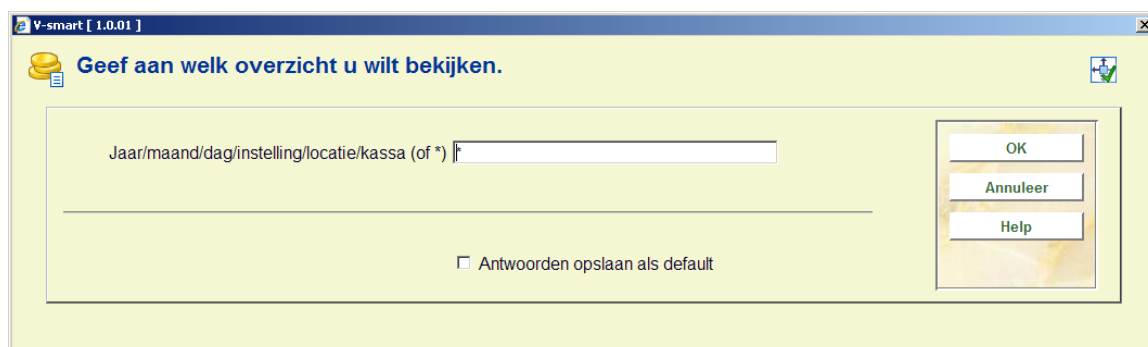 V-smart [ 1.0.01 ]
Geef aan welk overzicht u wilt bekijken.
Jaar/maand/dag/instelling/locatie/kassa (of *) *
OK
Annuleer
Help
Antwoorden opslaan als default